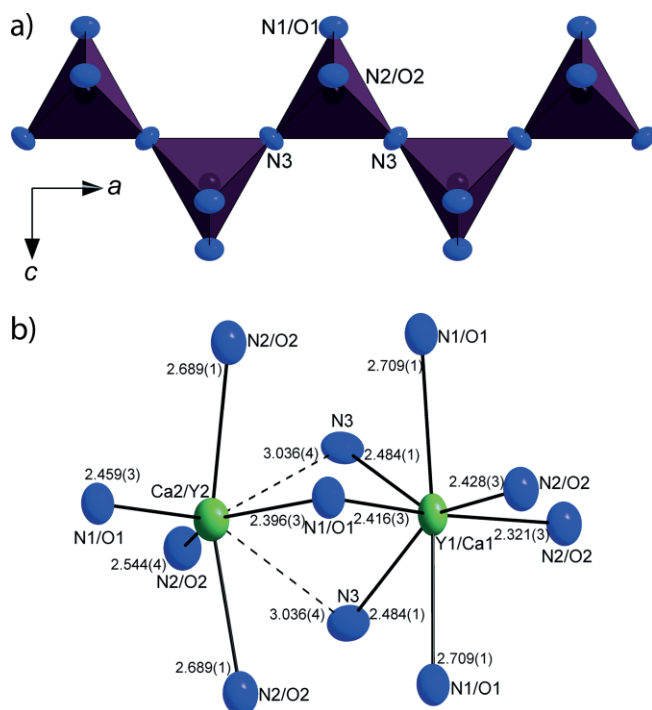 a)
N1/O1
N2/O2
N3
N3
a
c
b)
N2/O2
N1/O1
2.689(1)
2.709(1)
N3
3.036(4)
2.484(1)
2.459(3)
2.428(3)
N2/O2
Ca2/Y2
N1/O1
2.396(3)
N1/O1
2.416(3)
Y1/Ca1
2.321(3)
N2/O2
2.544(4)
N2/O2
N3
3.036(4)
2.484(1)
2.689(1)
2.709(1)
N2/O2
N1/O1